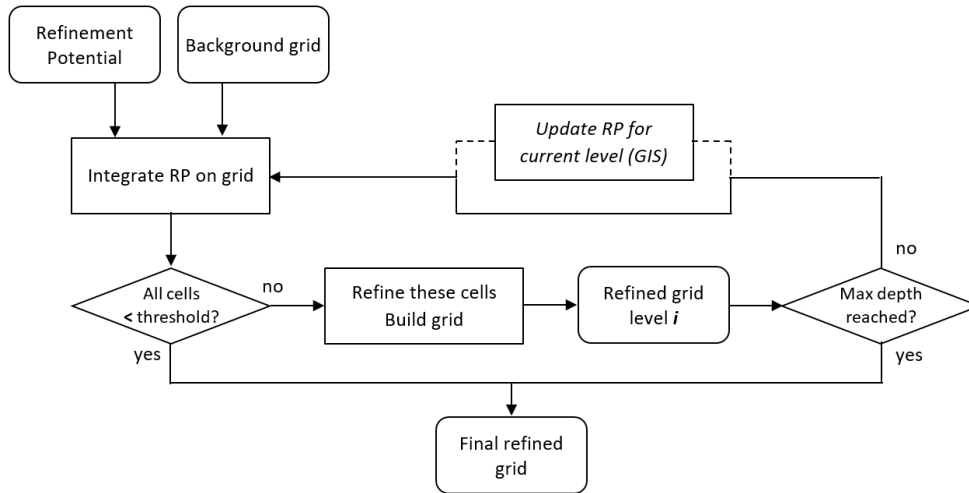 Refinement
Potential
Background grid
Update RP for
current level (GIS)
Integrate RP on grid
no
All cells
< threshold?
no
Refine these cells
Build grid
Refined grid
level i
Max depth
reached?
yes
yes
Final refined
grid